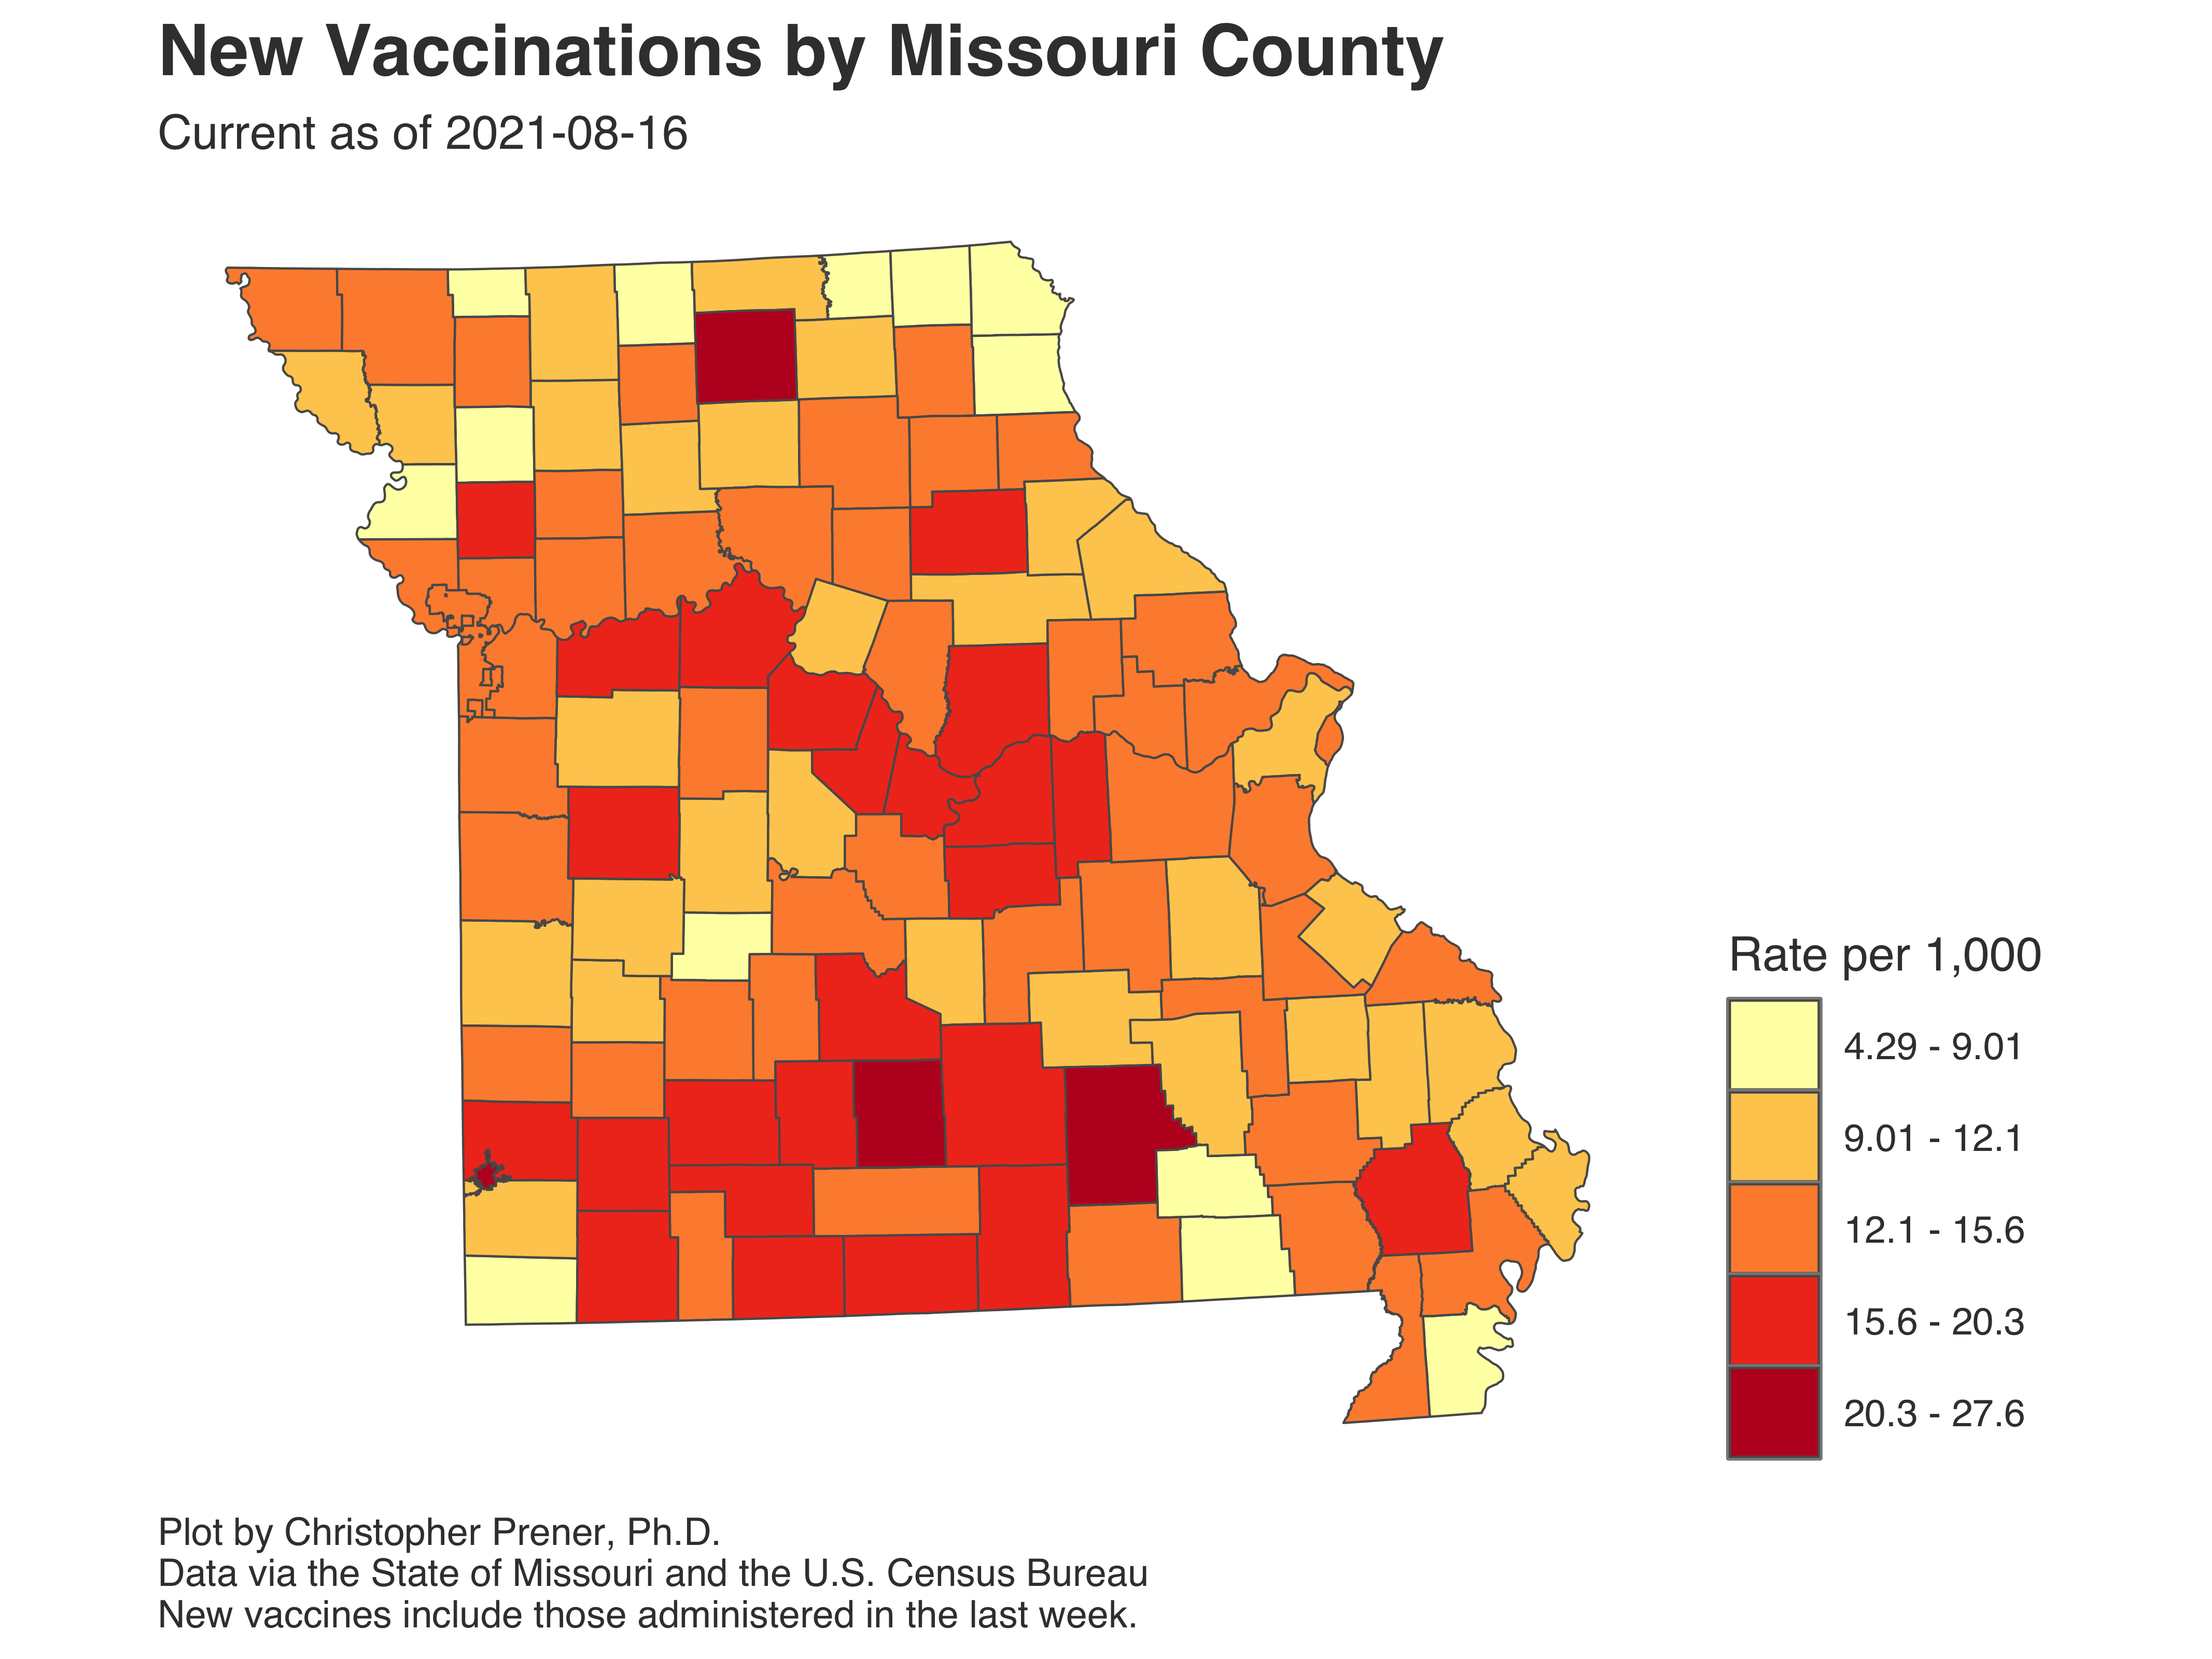 New Vaccinations by Missouri County
Current as of 2021-08-16
Rate per 1,000
4.29 - 9.01
9.01 - 12.1
12.1 - 15.6
15.6 - 20.3
20.3 - 27.6
Plot by Christopher Prener, Ph.D.
Data via the State of Missouri and the U.S. Census Bureau
New vaccines include those administered in the last week.